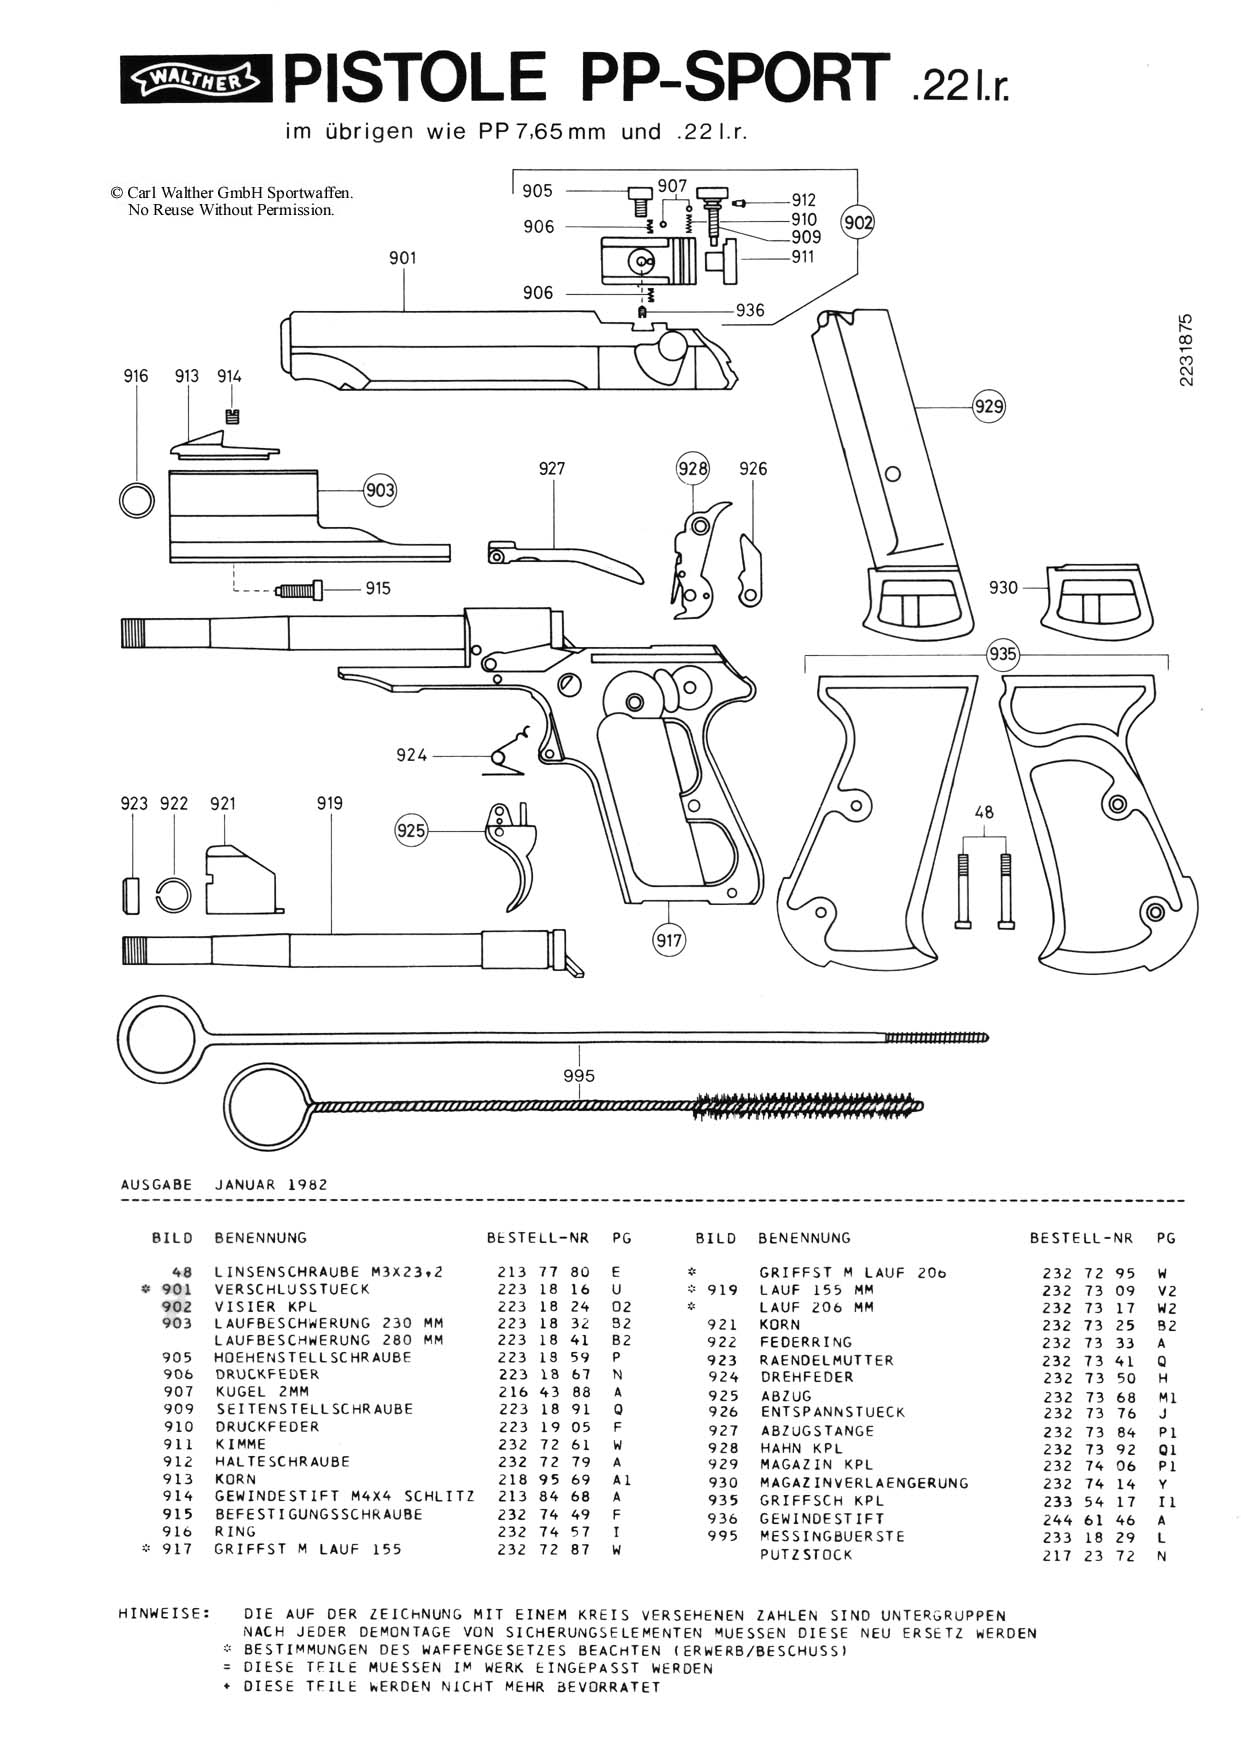 WALTHER PISTOLE PP-SPORT .22 l.r.
im übrigen wie PP 7,65 mm und .22 l.r.
© Carl Walther GmbH Sportwaffen.
No Reuse Without Permission.
905 907 912
906 910 902
909
901 911
906
936
2231875
916 913 914
929
927 928 926
903
915 930
935
924
923 922 921 919 925 48
917
995
AUSGABE JANUAR 1982
BILD BENENNUNG BESTELL-NR PG
48 LINSENSCHRAUBE M3X23,2 213 77 80 E
* 901 VERSCHLUSSTUECK 223 18 16 U
902 VISIER KPL 223 18 24 O2
903 LAUFBESCHWERUNG 230 MM 223 18 32 B2
LAUFBESCHWERUNG 280 MM 223 18 41 B2
905 HOEHENSTELLSCHRAUBE 223 18 59 P
906 DRUCKFEDER 223 18 67 N
907 KUGEL 2MM 216 43 88 A
909 SEITENSTELLSCHRAUBE 223 18 91 Q
910 DRUCKFEDER 223 19 05 F
911 KIMME 232 72 61 W
912 HALTESCHRAUBE 232 72 79 A
913 KORN 218 95 69 A1
914 GEWINDESTIFT M4X4 SCHLITZ 213 84 68 A
915 BEFESTIGUNGSSCHRAUBE 232 74 49 F
916 RING 232 74 57 I
* 917 GRIFFST M LAUF 155 232 72 87 W
BILD BENENNUNG BESTELL-NR PG
* GRIFFST M LAUF 206 232 72 95 W
* 919 LAUF 155 MM 232 73 09 V2
* LAUF 206 MM 232 73 17 W2
921 KORN 232 73 25 B2
922 FEDERRING 232 73 33 A
923 RAENDELMUTTER 232 73 41 Q
924 DREHFEDER 232 73 50 H
925 ABZUG 232 73 68 M1
926 ENTSPANNSTUECK 232 73 76 J
927 ABZUGSTANGE 232 73 84 P1
928 HAHN KPL 232 73 92 Q1
929 MAGAZIN KPL 232 74 06 P1
930 MAGAZINVERLAENGERUNG 232 74 14 Y
935 GRIFFSCH KPL 233 54 17 I1
936 GEWINDESTIFT 244 61 46 A
995 MESSINGBUERSTE 233 18 29 L
PUTZSTOCK 217 23 72 N
HINWEISE: DIE AUF DER ZEICHNUNG MIT EINEM KREIS VERSEHENEN ZAHLEN SIND UNTERGRUPPEN
NACH JEDER DEMONTAGE VON SICHERUNGSELEMENTEN MUESSEN DIESE NEU ERSETZ WERDEN
* BESTIMMUNGEN DES WAFFENGESETZES BEACHTEN (ERWERB/BESCHUSS)
= DIESE TEILE MUESSEN IM WERK EINGEPASST WERDEN
+ DIESE TEILE WERDEN NICHT MEHR BEVORRATET